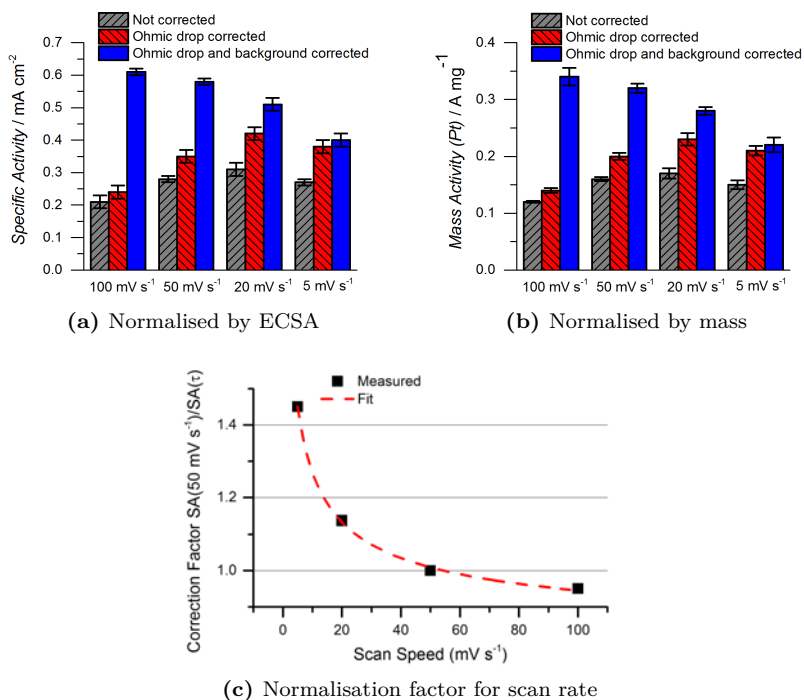 Not corrected
Ohmic drop corrected
Ohmic drop and background corrected
Specific Activity / mA cm-2
0.7
0.6
0.5
0.4
0.3
0.2
0.1
0.0
100 mV s-1
50 mV s-1
20 mV s-1
5 mV s-1
(a) Normalised by ECSA
Not corrected
Ohmic drop corrected
Ohmic drop and background corrected
Mass Activity (Pt) / A mg-1
0.4
0.3
0.2
0.1
0.0
100 mV s-1
50 mV s-1
20 mV s-1
5 mV s-1
(b) Normalised by mass
Measured
Fit
Correction Factor SA(50 mV s-1)/SA(τ)
1.4
1.2
1.0
0
20
40
60
80
100
Scan Speed (mV s-1)
(c) Normalisation factor for scan rate